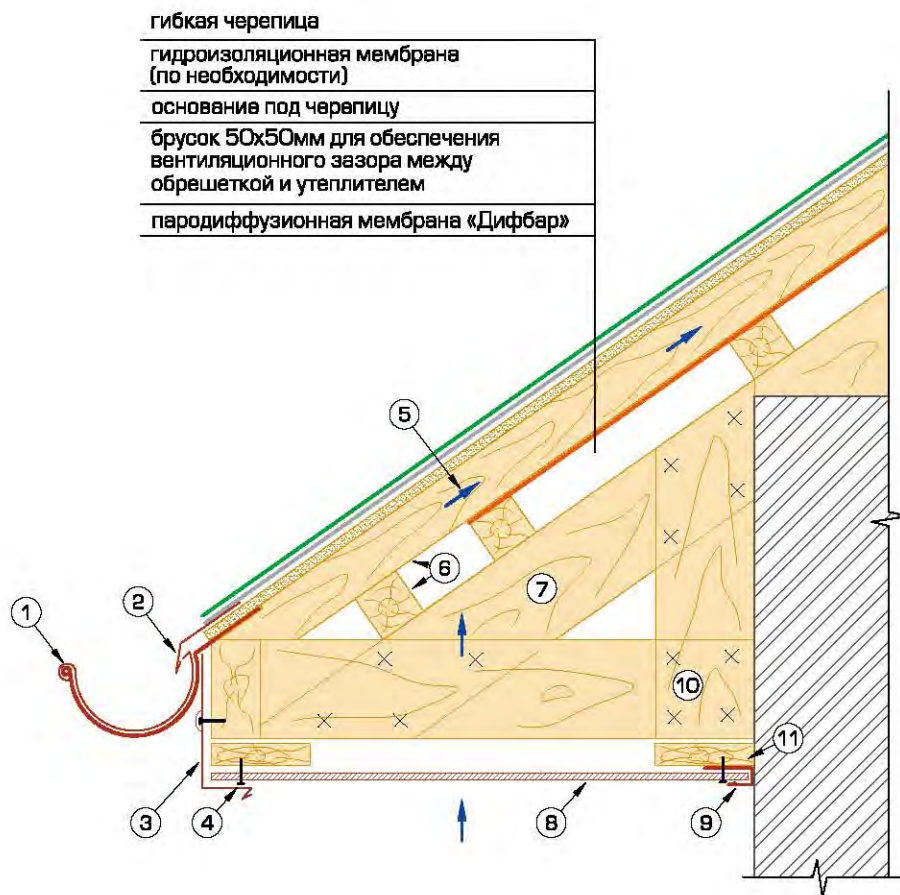 гибкая черепица
гидроизоляционная мембрана
(по необходимости)
основание под черепицу
брусок 50х50мм для обеспечения
вентиляционного зазора между
обрешеткой и утеплителем
пародиффузионная мембрана «Дифбар»
5
6
7
2
1
10
11
3
4
8
9